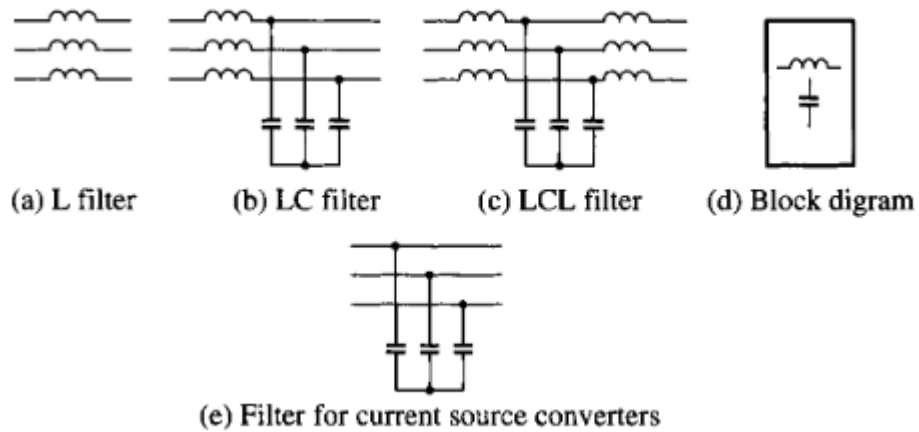 (a) L filter
(b) LC filter
(c) LCL filter
(d) Block digram
(e) Filter for current source converters